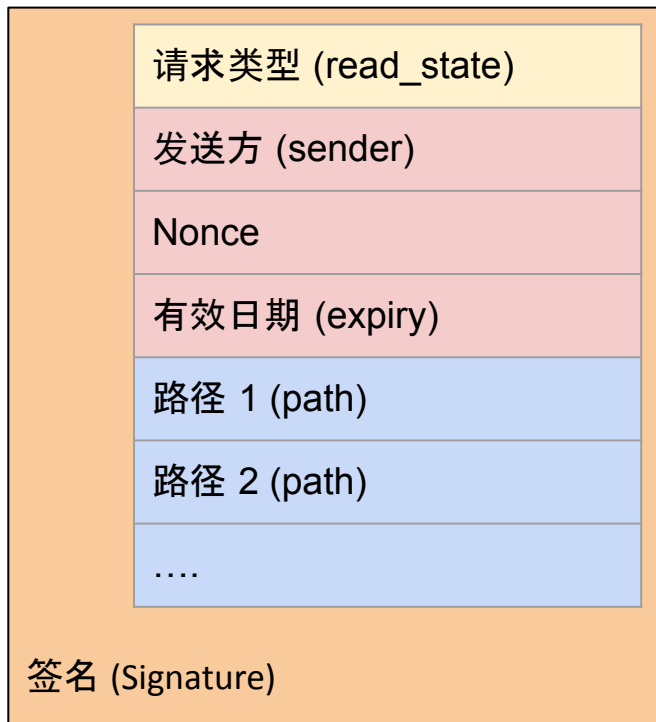 请求类型 (read_state)
发送方 (sender)
Nonce
有效日期 (expiry)
路径 1 (path)
路径 2 (path)
....
签名 (Signature)